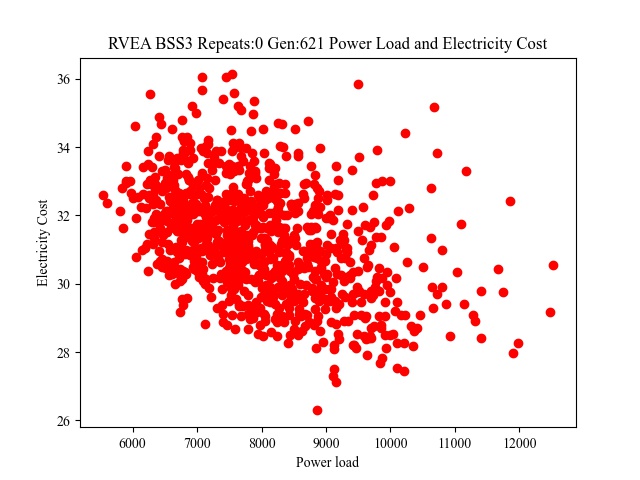 RVEA BSS3 Repeats:0 Gen:621 Power Load and Electricity Cost
36
34
32
30
28
26
Electricity Cost
6000 7000 8000 9000 10000 11000 12000
Power load